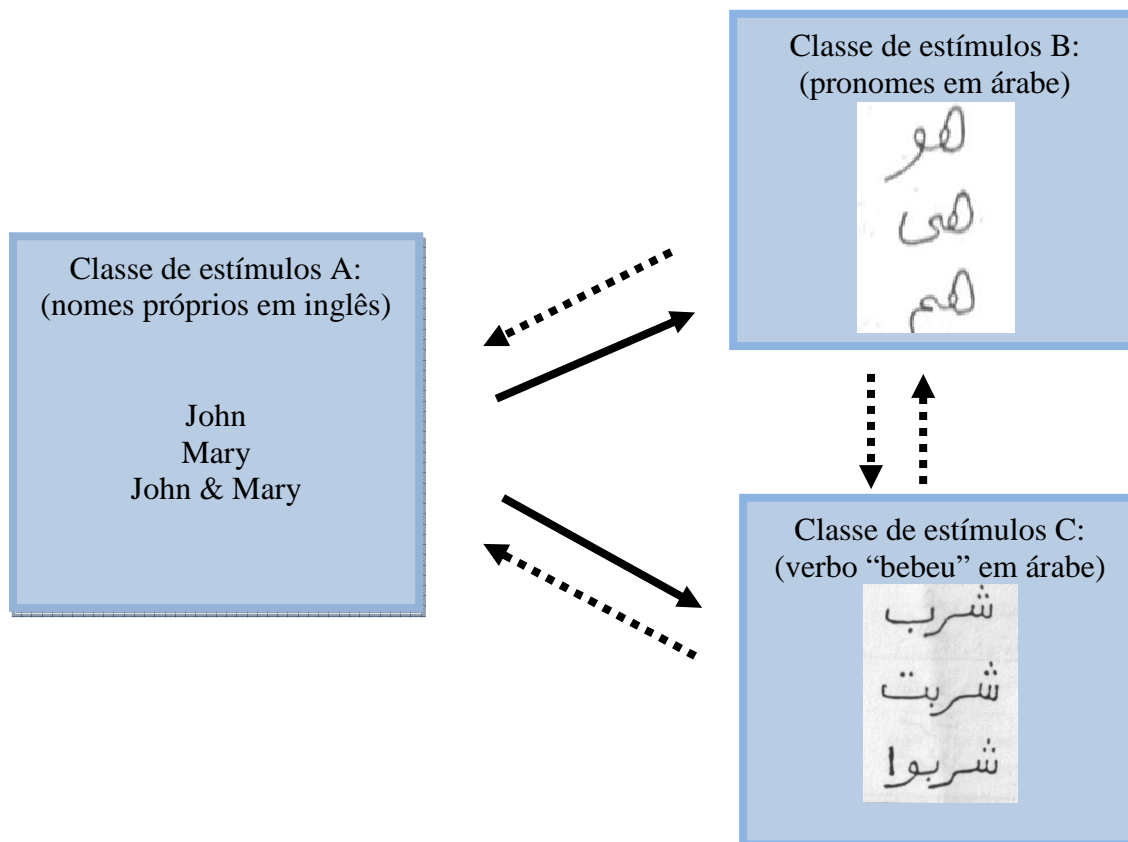 Classe de estímulos A:
(nomes próprios em inglês)
John
Mary
John & Mary
Classe de estímulos B:
(pronomes em árabe)
هو
هى
هم
Classe de estímulos C:
(verbo “bebeu” em árabe)
شرب
شربت
شربوا